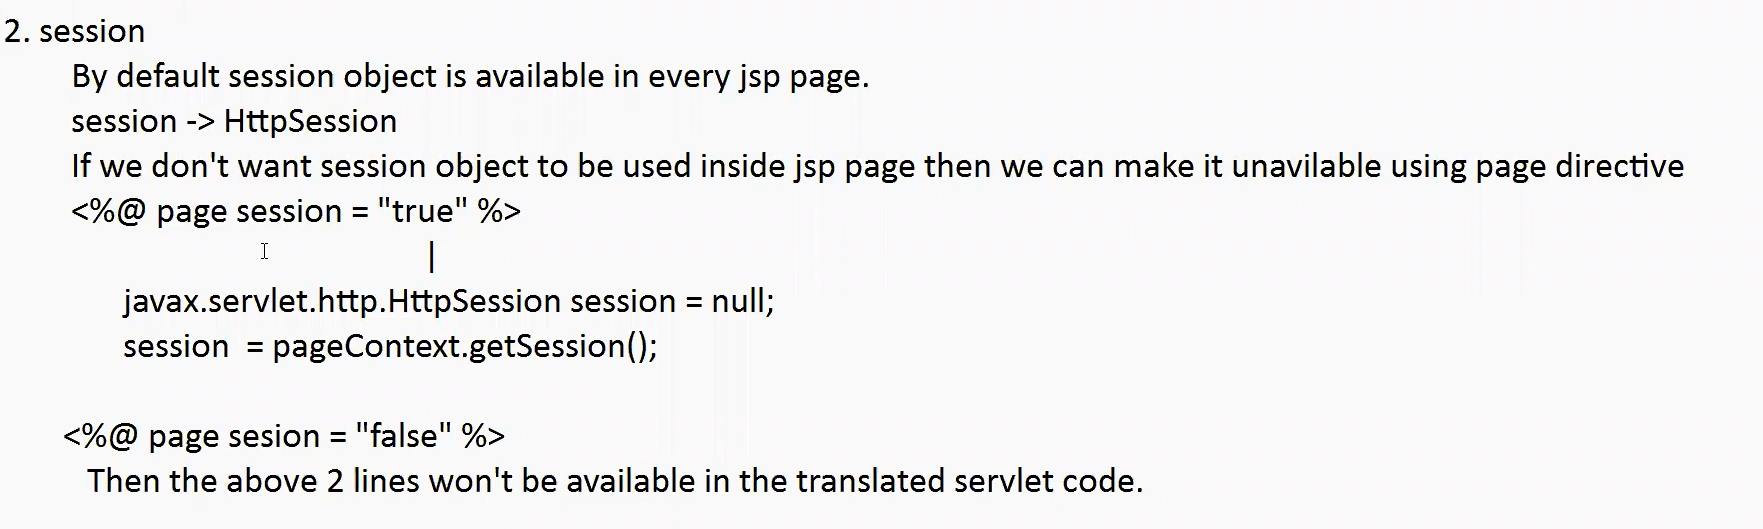 2. session
By default session object is available in every jsp page.
session -> HttpSession
If we don't want session object to be used inside jsp page then we can make it unavilable using page directive
<%@ page session = "true" %>
|
javax.servlet.http.HttpSession session = null;
session = pageContext.getSession();
<%@ page sesion = "false" %>
Then the above 2 lines won't be available in the translated servlet code.